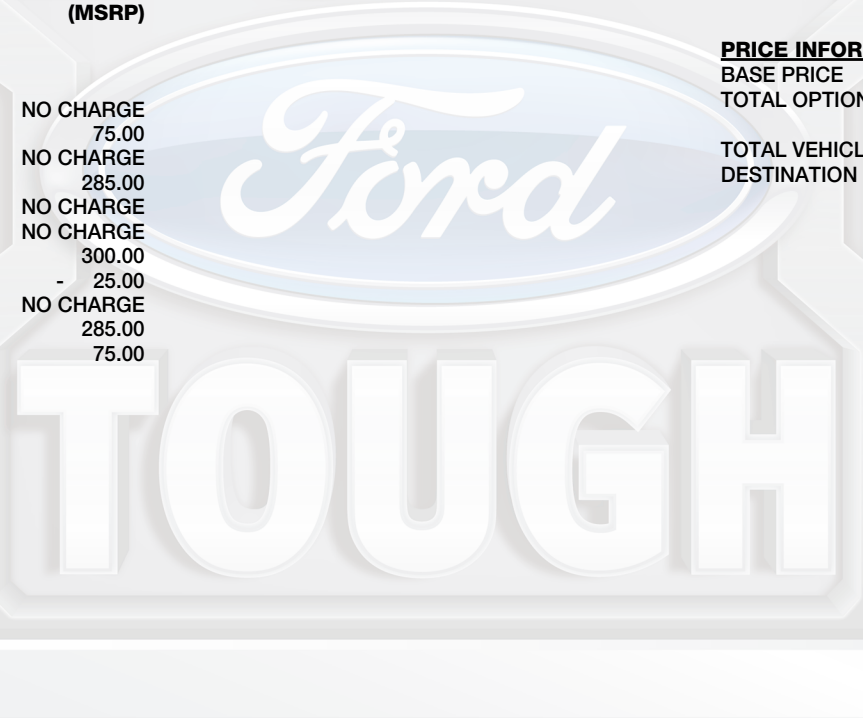 (MSRP)
NO CHARGE
75.00
NO CHARGE
285.00
NO CHARGE
NO CHARGE
300.00
- 25.00
NO CHARGE
285.00
75.00
PRICE INFOR
BASE PRICE
TOTAL OPTION
TOTAL VEHICL
DESTINATION
Ford
TOUGH